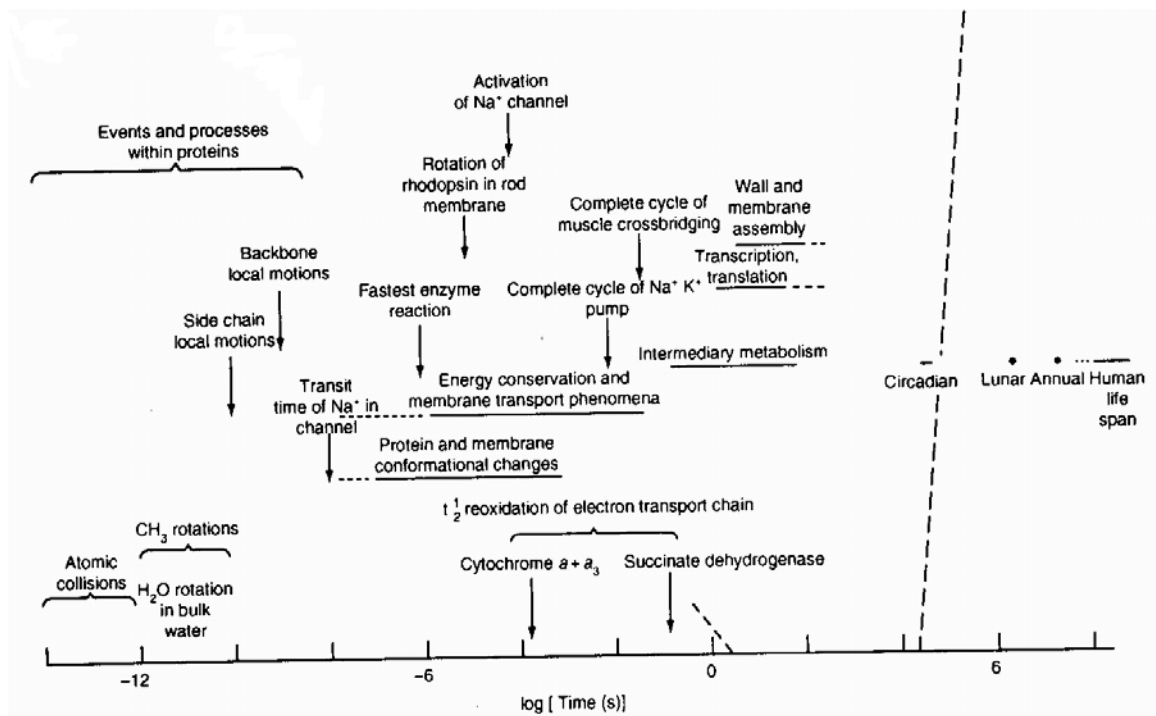 Activation
of Na⁺ channel
Events and processes
within proteins
Rotation of
rhodopsin in rod
membrane
Complete cycle of
muscle crossbridging
Wall and
membrane
assembly
Backbone
local motions
Transcription,
translation
Fastest enzyme
reaction
Complete cycle of Na⁺ K⁺
pump
Side chain
local motions
Intermediary metabolism
Circadian
Lunar
Annual
Human
life
span
Transit
time of Na⁺ in
channel
Energy conservation and
membrane transport phenomena
Protein and membrane
conformational changes
t ½ reoxidation of electron transport chain
CH₃ rotations
Cytochrome a + a₃
Succinate dehydrogenase
Atomic
collisions
H₂O rotation
in bulk
water
−12
−6
0
6
log [ Time (s)]